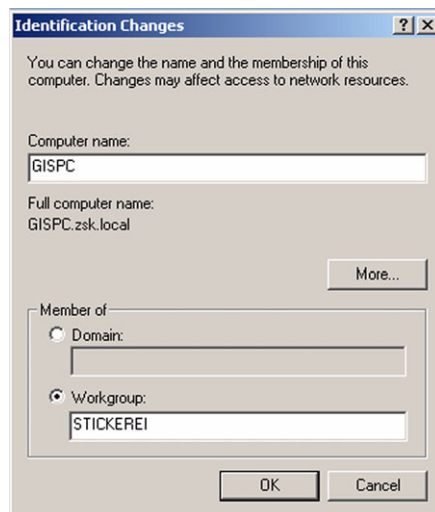 Identification Changes
You can change the name and the membership of this
computer. Changes may affect access to network resources.
Computer name:
GISPC
Full computer name:
GISPC.zsk.local
More...
Member of
Domain:
Workgroup:
STICKEREI
OK
Cancel